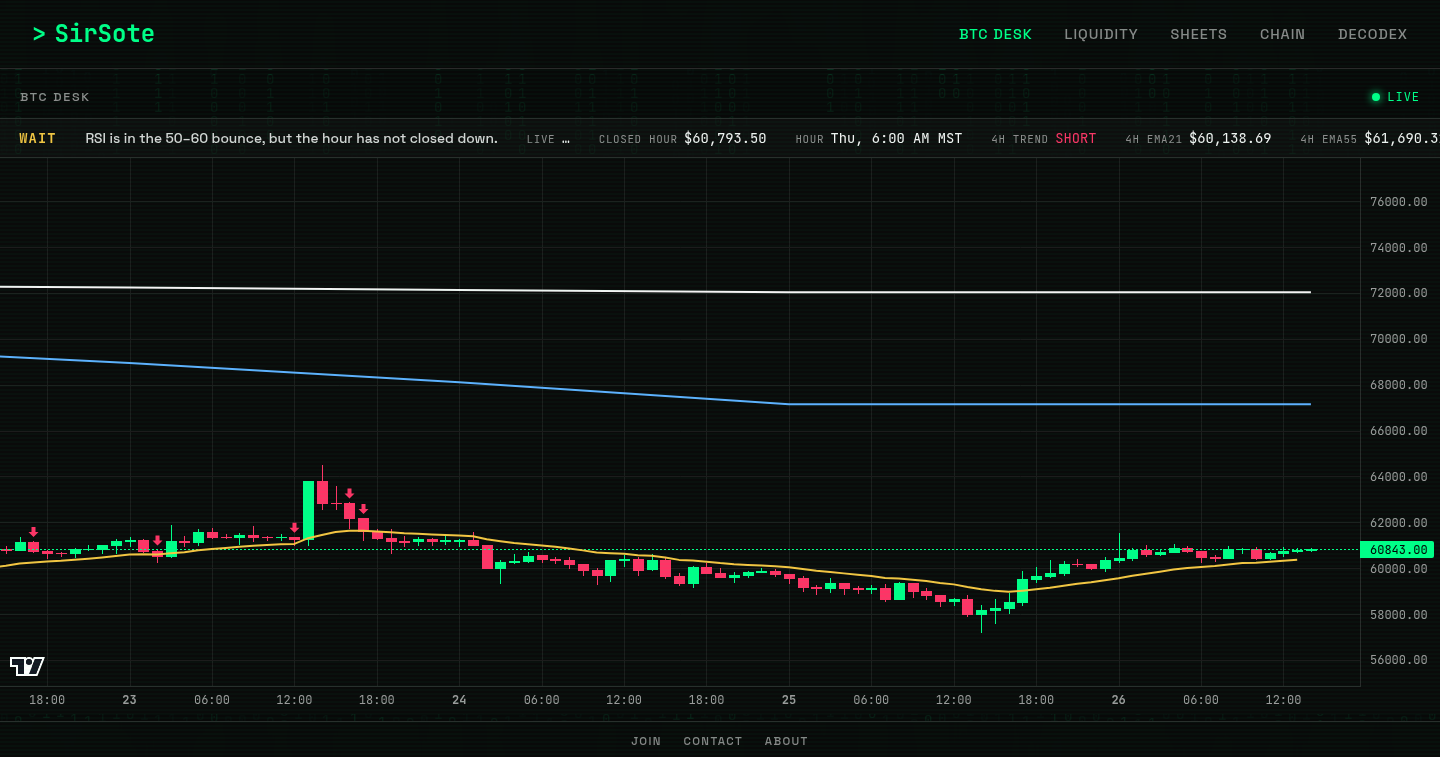 > SirSote
BTC DESK LIQUIDITY SHEETS CHAIN DECODEX
BTC DESK
LIVE
WAIT RSI is in the 50–60 bounce, but the hour has not closed down. LIVE … CLOSED HOUR $60,793.50 HOUR Thu, 6:00 AM MST 4H TREND SHORT 4H EMA21 $60,138.69 4H EMA55 $61,690.3
76000.00
74000.00
72000.00
70000.00
68000.00
66000.00
64000.00
62000.00
60843.00
60000.00
58000.00
56000.00
18:00 23 06:00 12:00 18:00 24 06:00 12:00 18:00 25 06:00 12:00 18:00 26 06:00 12:00
JOIN CONTACT ABOUT